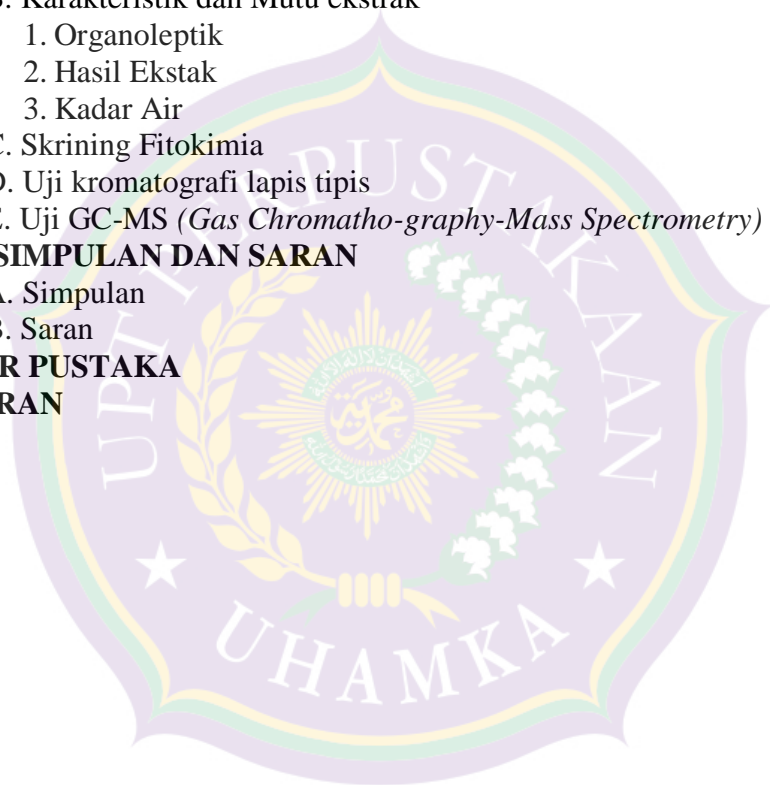 . Karakteristik dan Mutu ekstrak
1. Organoleptik
2. Hasil Ekstak
3. Kadar Air
. Skrining Fitokimia
. Uji kromatografi lapis tipis
. Uji GC-MS (Gas Chromatho-graphy-Mass Spectrometry)
SIMPULAN DAN SARAN
. Simpulan
. Saran
R PUSTAKA
RAN
UPT PERPUSTAKAAN
UHAMKA